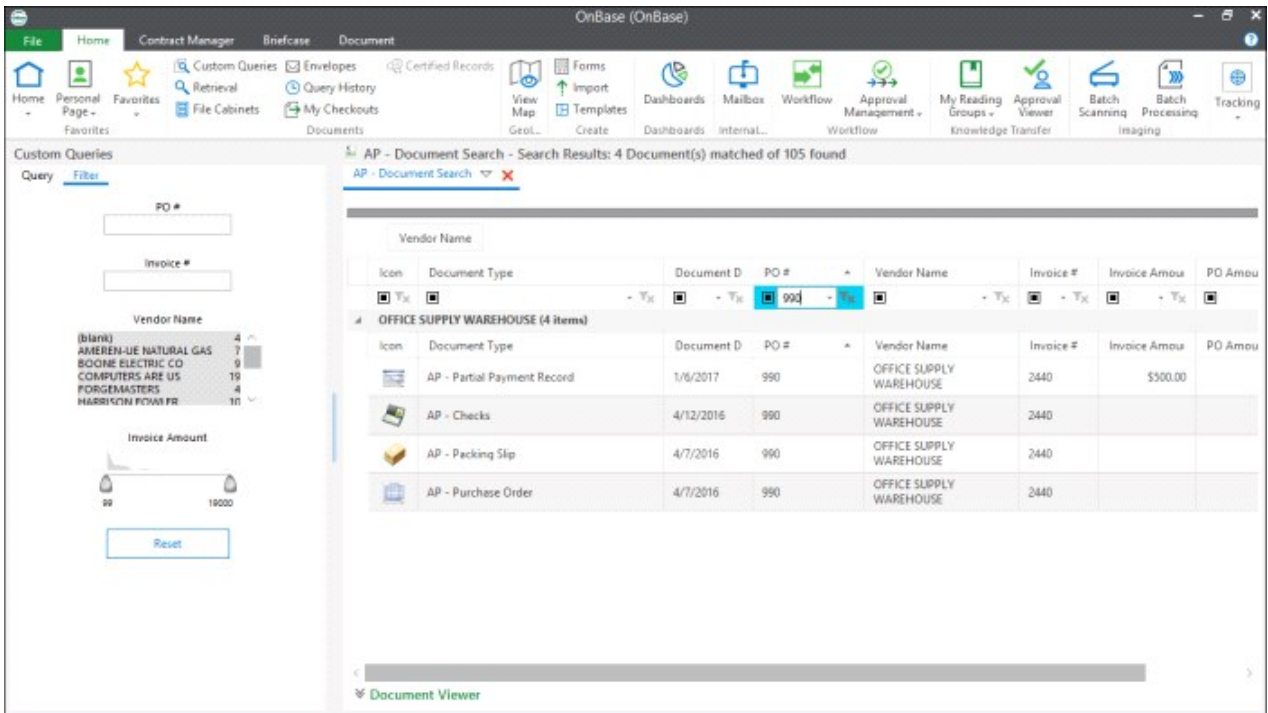 OnBase (OnBase)
File Home Contract Manager Briefcase Document
Home Personal Page Favorites
Custom Queries Envelopes Certified Records
Retrieval Query History
File Cabinets My Checkouts
View Map
Forms
Import
Templates
Dashboards Mailbox Workflow Approval Management My Reading Groups Approval Viewer Batch Scanning Batch Processing Tracking
Favorites Documents Geol... Create Dashboards Internal... Workflow Knowledge Transfer Imaging
Custom Queries
Query Filter
PO #
Invoice #
Vendor Name
(blank) 4
AMEREN-UE NATURAL GAS 7
BOONE ELECTRIC CO 9
COMPUTERS ARE US 19
FORGEMASTERS 4
HARRISON FOWLER 10
Invoice Amount
99 19000
Reset
AP - Document Search - Search Results: 4 Document(s) matched of 105 found
AP - Document Search
Vendor Name
Icon Document Type Document D PO # Vendor Name Invoice # Invoice Amour PO Amou
990
OFFICE SUPPLY WAREHOUSE (4 items)
Icon Document Type Document D PO # Vendor Name Invoice # Invoice Amour PO Amou
AP - Partial Payment Record 1/6/2017 990 OFFICE SUPPLY WAREHOUSE 2440 $500.00
AP - Checks 4/12/2016 990 OFFICE SUPPLY WAREHOUSE 2440
AP - Packing Slip 4/7/2016 990 OFFICE SUPPLY WAREHOUSE 2440
AP - Purchase Order 4/7/2016 990 OFFICE SUPPLY WAREHOUSE 2440
Document Viewer